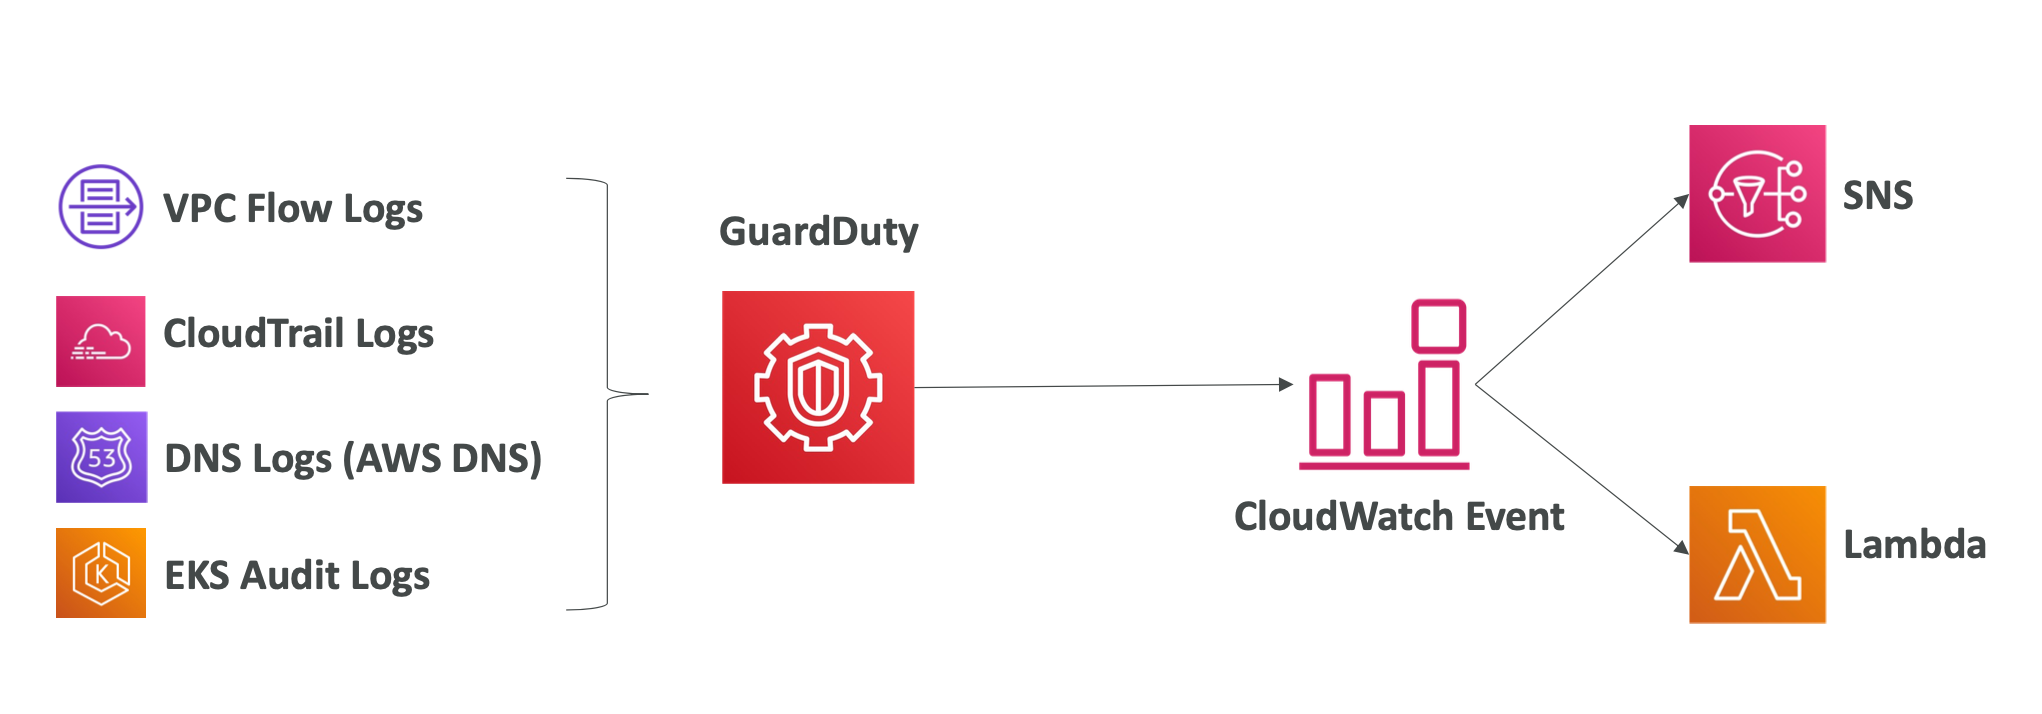 VPC Flow Logs
CloudTrail Logs
53
DNS Logs (AWS DNS)
K
EKS Audit Logs
GuardDuty
CloudWatch Event
SNS
Lambda